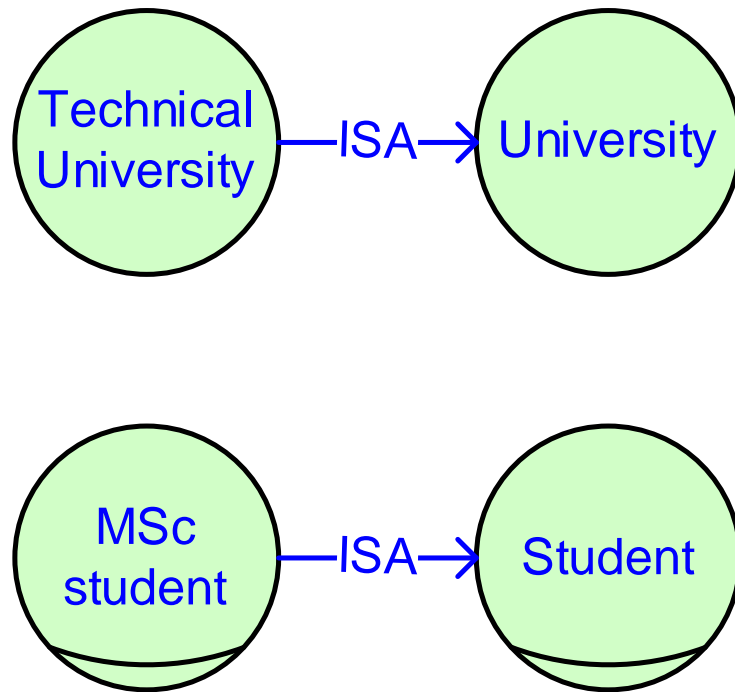 Technical
University
ISA
University
MSc
student
ISA
Student